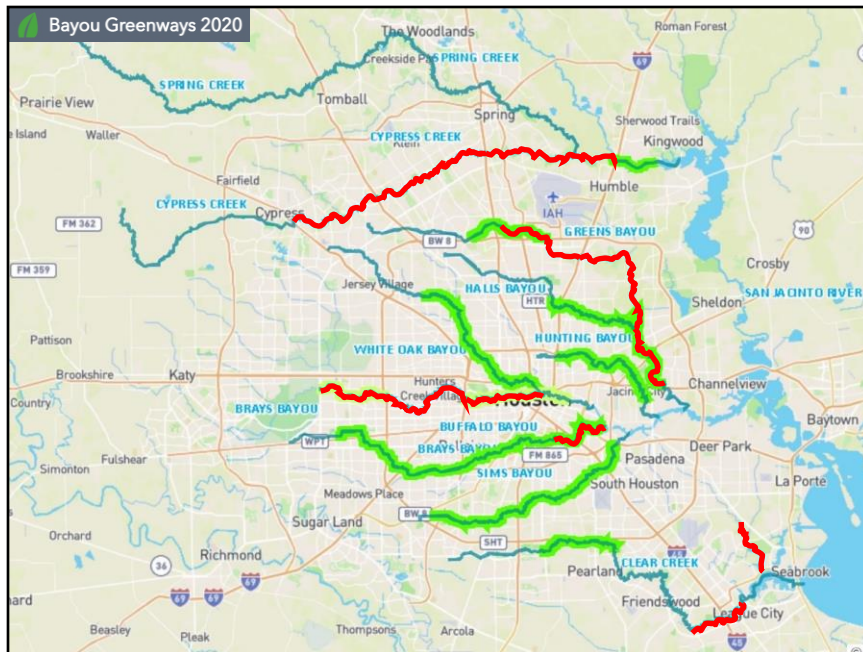 Bayou Greenways 2020
Roman Forest
The Woodlands
Creekside Pa
SPRING CREEK
69
SPRING CREEK
Prairie View
Tomball
Spring
Sherwood Trails
Waller
CYPRESS CREEK
Klein
Kingwood
Fairfield
Humble
CYPRESS CREEK
Cypress
IAH
FM 362
GREENS BAYOU
90
BW 8
FM 359
Crosby
Jersey Village
HALLS BAYOU
SAN JACINTO RIVER
HTR
Sheldon
Pattison
HUNTING BAYOU
WHITE OAK BAYOU
Brookshire
Katy
Hunters
Creek Village
Channelview
Country
BRAYS BAYOU
Houston
Jacin City
Baytown
BUFFALO BAYOU
WPT
BRAYS BAYOU
Deer Park
Fulshear
FM 865
Pasadena
SIMS BAYOU
Simonton
South Houston
La Porte
Meadows Place
BW 8
Sugar Land
Orchard
SHT
Richmond
36
Pearland
CLEAR CREEK
45
Seabrook
69
69
69
Friendswood
League City
Beasley
Pleak
Thompsons
Arcola
45